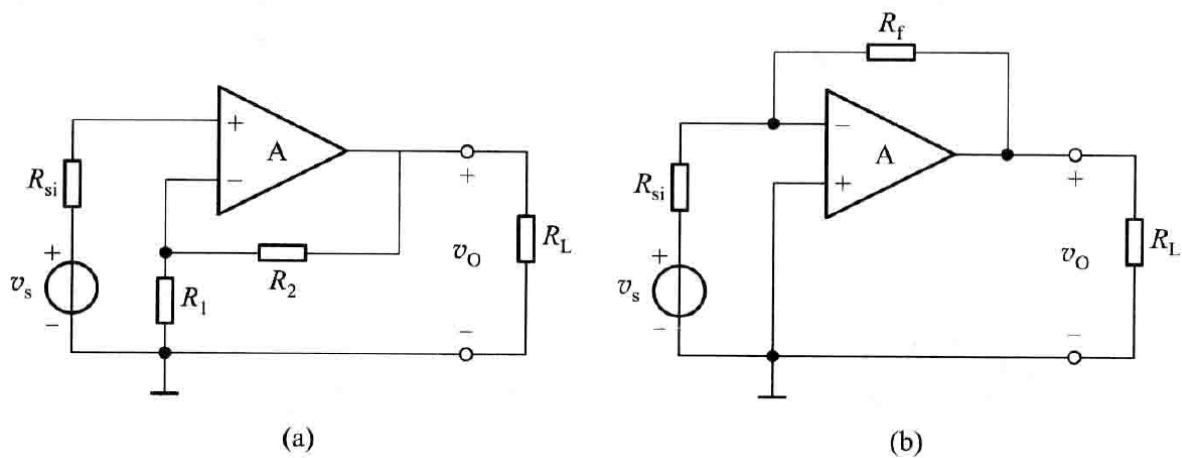 R_si
v_s
+
−
+
−
A
R_1
R_2
+
v_O
−
R_L
(a)
R_f
R_si
v_s
+
−
−
+
A
+
v_O
−
R_L
(b)